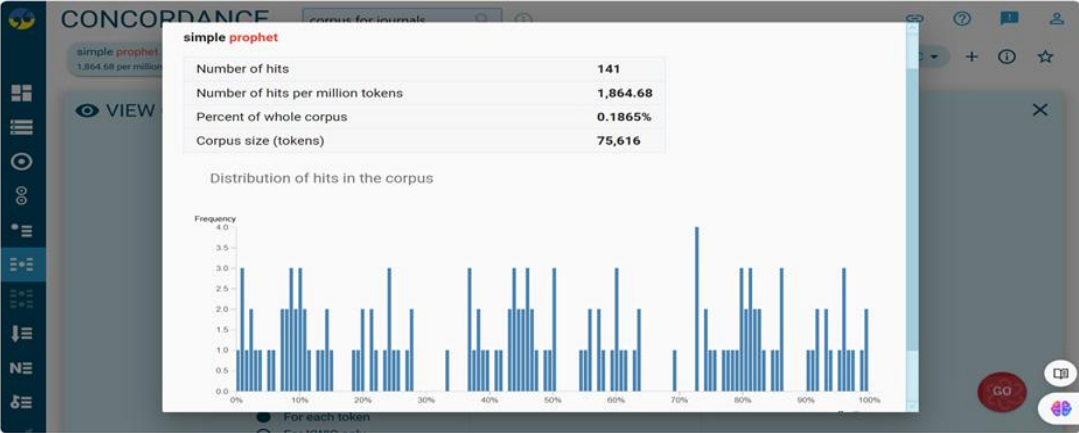 CONCORDANCE
corpus for journals
simple prophet
1,864.68 per million
VIEW
simple prophet
Number of hits 141
Number of hits per million tokens 1,864.68
Percent of whole corpus 0.1865%
Corpus size (tokens) 75,616
Distribution of hits in the corpus
Frequency
4.0
3.5
3.0
2.5
2.0
1.5
1.0
0.5
0.0
0% 10% 20% 30% 40% 50% 60% 70% 80% 90% 100%
For each token
GO